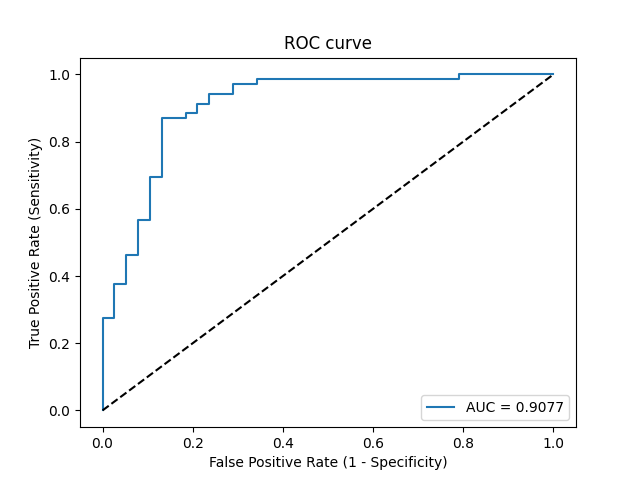 ROC curve
1.0
0.8
0.6
0.4
0.2
0.0
True Positive Rate (Sensitivity)
AUC = 0.9077
0.0 0.2 0.4 0.6 0.8 1.0
False Positive Rate (1 - Specificity)